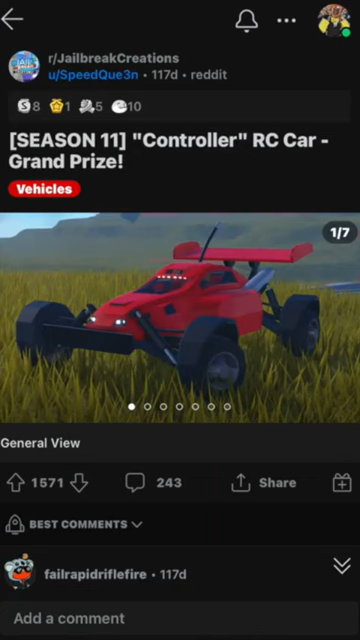 r/JailbreakCreations
u/SpeedQue3n • 117d • reddit
S 8 1 5 10
[SEASON 11] "Controller" RC Car -
Grand Prize!
Vehicles
1/7
General View
1571 243 Share
BEST COMMENTS
failrapidriflefire • 117d
Add a comment